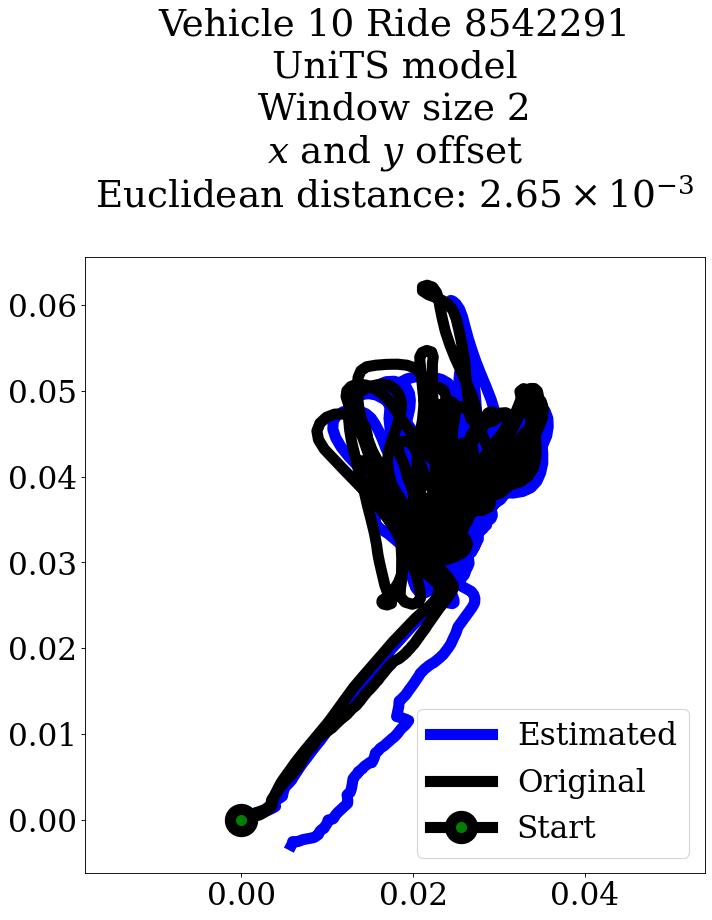 Vehicle 10 Ride 8542291
UniTS model
Window size 2
x and y offset
Euclidean distance: 2.65 × 10⁻³
0.06
0.05
0.04
0.03
0.02
0.01
0.00
Estimated
Original
Start
0.00 0.02 0.04